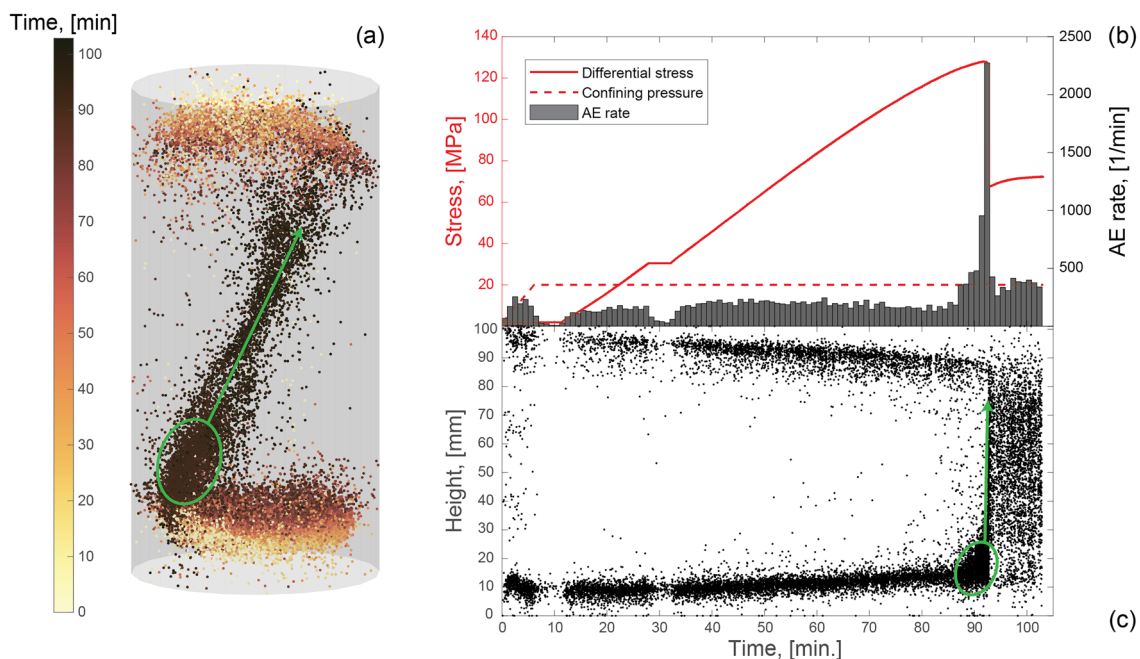 Time, [min]
(a)
100
90
80
70
60
50
40
30
20
10
0
(b)
Stress, [MPa]
140
120
100
80
60
40
20
Differential stress
Confining pressure
AE rate
2500
2000
1500
1000
500
AE rate, [1/min]
Height, [mm]
100
90
80
70
60
50
40
30
20
10
0
0 10 20 30 40 50 60 70 80 90 100
Time, [min.]
(c)